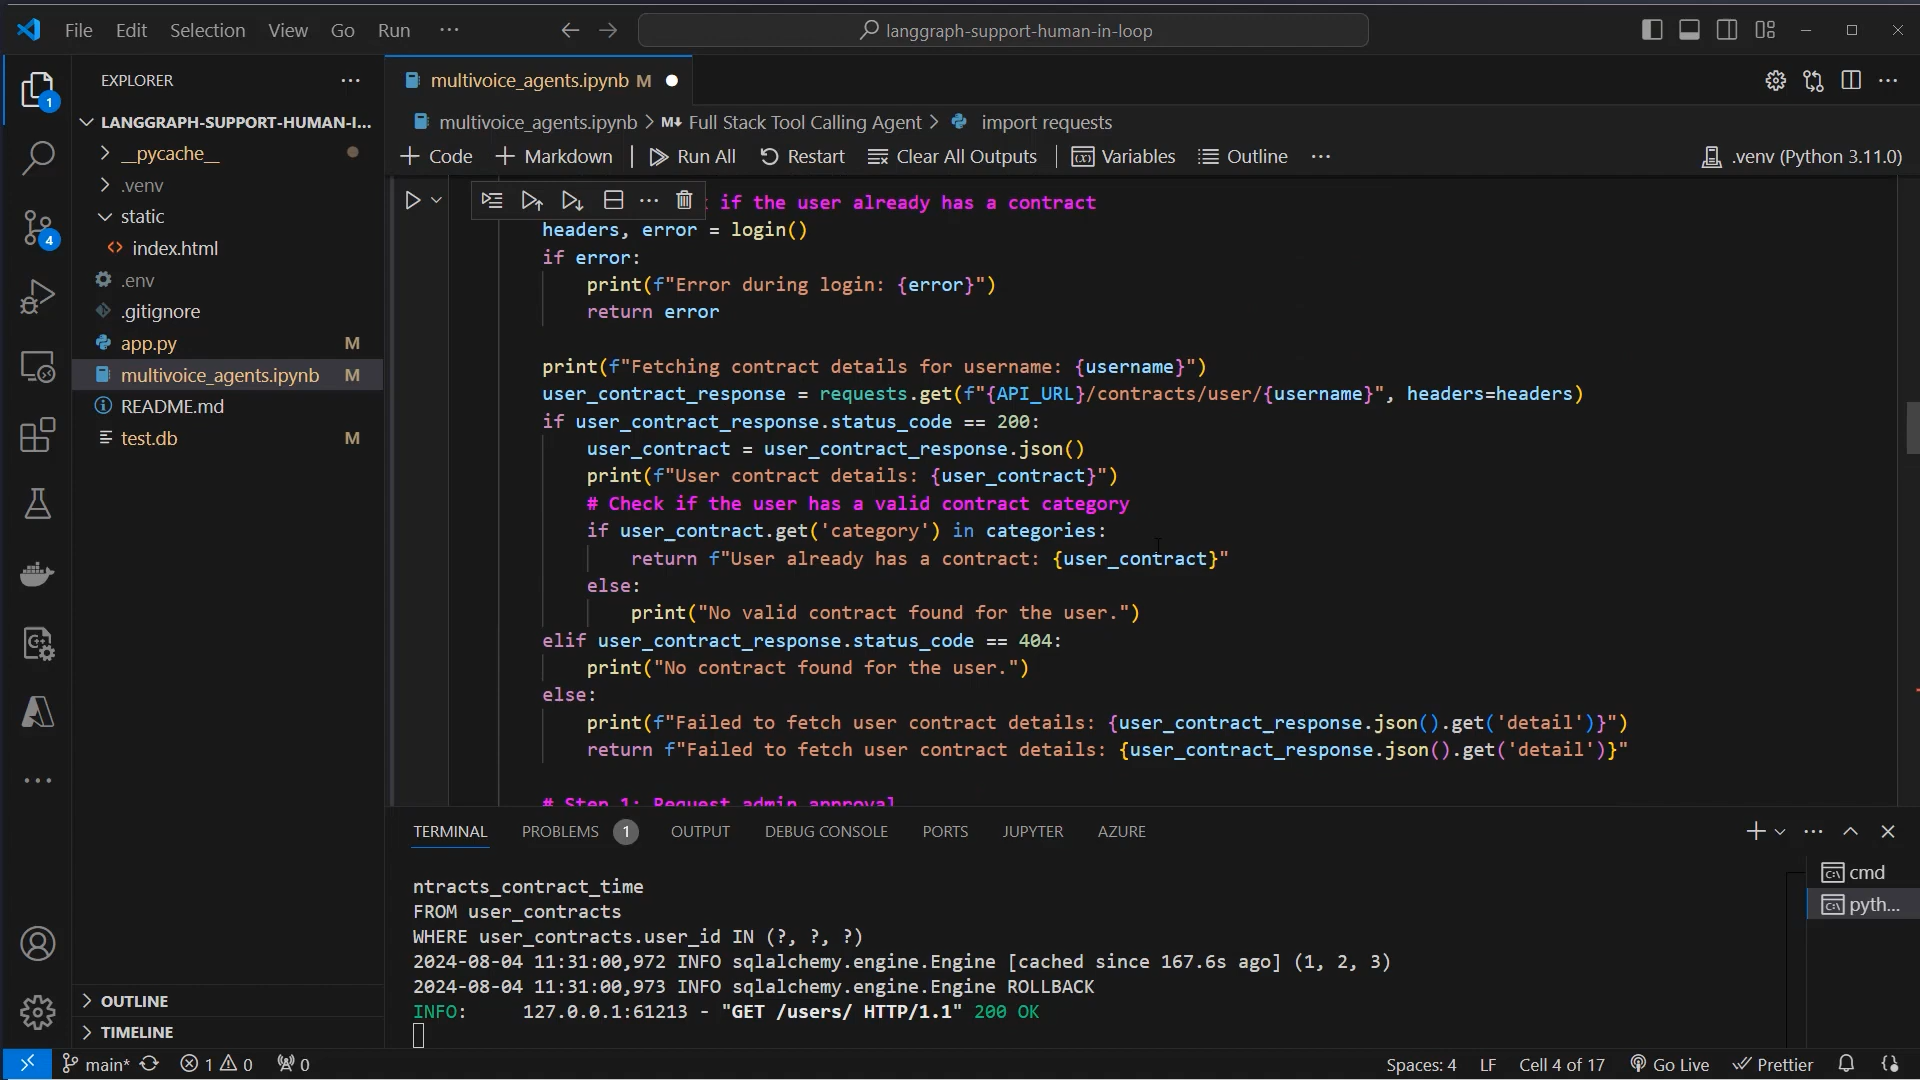 File Edit Selection View Go Run ··· langgraph-support-human-in-loop
EXPLORER ···
LANGGRAPH-SUPPORT-HUMAN-I...
__pycache__
.venv
static
index.html
.env
.gitignore
app.py M
multivoice_agents.ipynb M
README.md
test.db M
OUTLINE
TIMELINE
1
4
multivoice_agents.ipynb M
multivoice_agents.ipynb > M↓ Full Stack Tool Calling Agent > import requests
+ Code + Markdown Run All Restart Clear All Outputs Variables Outline ··· .venv (Python 3.11.0)
if the user already has a contract
headers, error = login()
if error:
print(f"Error during login: {error}")
return error
print(f"Fetching contract details for username: {username}")
user_contract_response = requests.get(f"{API_URL}/contracts/user/{username}", headers=headers)
if user_contract_response.status_code == 200:
user_contract = user_contract_response.json()
print(f"User contract details: {user_contract}")
# Check if the user has a valid contract category
if user_contract.get('category') in categories:
return f"User already has a contract: {user_contract}"
else:
print("No valid contract found for the user.")
elif user_contract_response.status_code == 404:
print("No contract found for the user.")
else:
print(f"Failed to fetch user contract details: {user_contract_response.json().get('detail')}")
return f"Failed to fetch user contract details: {user_contract_response.json().get('detail')}"
# Step 1: Request admin approval
TERMINAL PROBLEMS 1 OUTPUT DEBUG CONSOLE PORTS JUPYTER AZURE
ntracts_contract_time
FROM user_contracts
WHERE user_contracts.user_id IN (?, ?, ?)
2024-08-04 11:31:00,972 INFO sqlalchemy.engine.Engine [cached since 167.6s ago] (1, 2, 3)
2024-08-04 11:31:00,973 INFO sqlalchemy.engine.Engine ROLLBACK
INFO: 127.0.0.1:61213 - "GET /users/ HTTP/1.1" 200 OK
cmd
pyth...
main* 1 0 0 Spaces: 4 LF Cell 4 of 17 Go Live Prettier